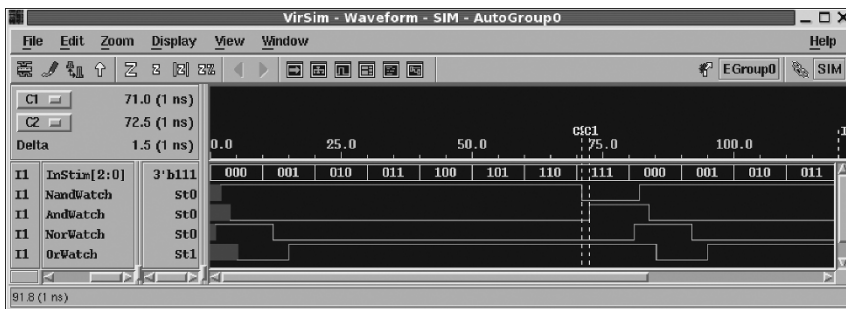 VirSim - Waveform - SIM - AutoGroup0
File Edit Zoom Display View Window Help
EGroup0 SIM
C1 71.0 (1 ns)
C2 72.5 (1 ns)
Delta 1.5 (1 ns)
C1
0.0 25.0 50.0 75.0 100.0
I1 InStim[2:0] 3'b111 000 001 010 011 100 101 110 111 000 001 010 011
I1 NandWatch St0
I1 AndWatch St0
I1 NorWatch St0
I1 OrWatch St1
91.8 (1 ns)